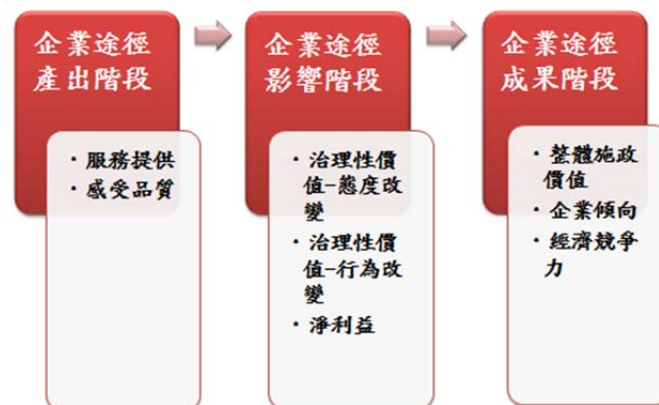 企業途徑
產出階段
・服務提供
・感受品質
企業途徑
影響階段
・治理性價
值-態度改
變
・治理性價
值-行為改
變
・淨利益
企業途徑
成果階段
・整體施政
價值
・企業傾向
・經濟競爭
力